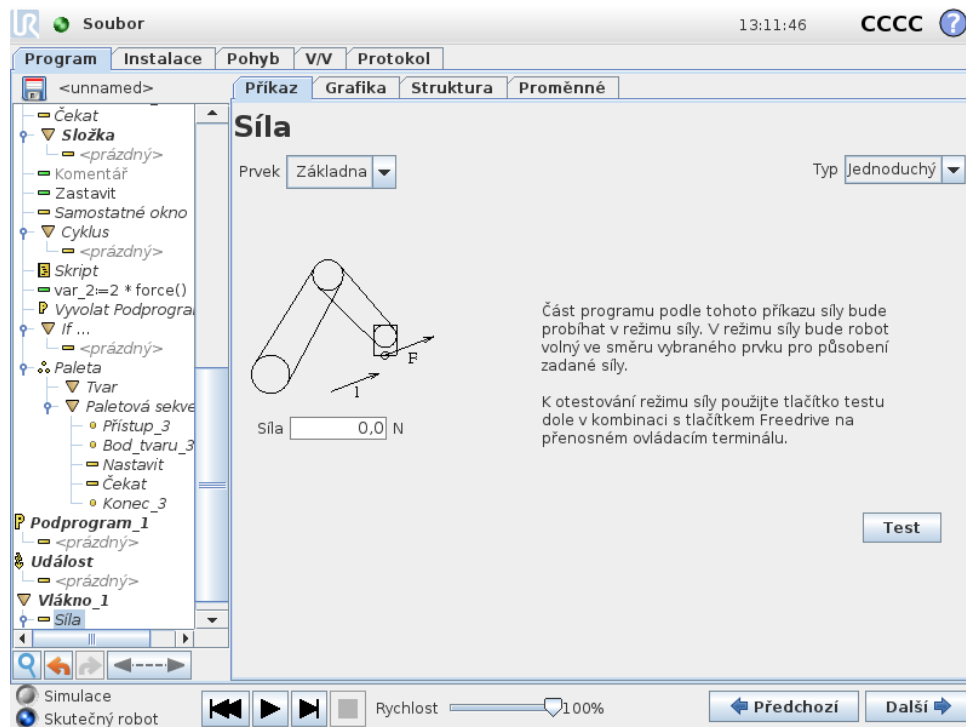 UR Soubor 13:11:46 CCCC ?
Program Instalace Pohyb V/V Protokol
<unnamed>
Příkaz Grafika Struktura Proměnné
Čekat
Složka
<prázdný>
Komentář
Zastavit
Samostatné okno
Cyklus
<prázdný>
Skript
var_2:=2 * force()
Vyvolat Podprogra
If ...
<prázdný>
Paleta
Tvar
Paletová sekve
Přístup_3
Bod_tvaru_3
Nastavit
Čekat
Konec_3
P Podprogram_1
<prázdný>
Událost
<prázdný>
Vlákno_1
Síla
Síla
Prvek Základna
Typ Jednoduchý
F
1
Síla 0,0 N
Část programu podle tohoto příkazu síly bude
probíhat v režimu síly. V režimu síly bude robot
volný ve směru vybraného prvku pro působení
zadané síly.
K otestování režimu síly použijte tlačítko testu
dole v kombinaci s tlačítkem Freedrive na
přenosném ovládacím terminálu.
Test
Simulace
Skutečný robot
Rychlost 100%
Předchozí Další